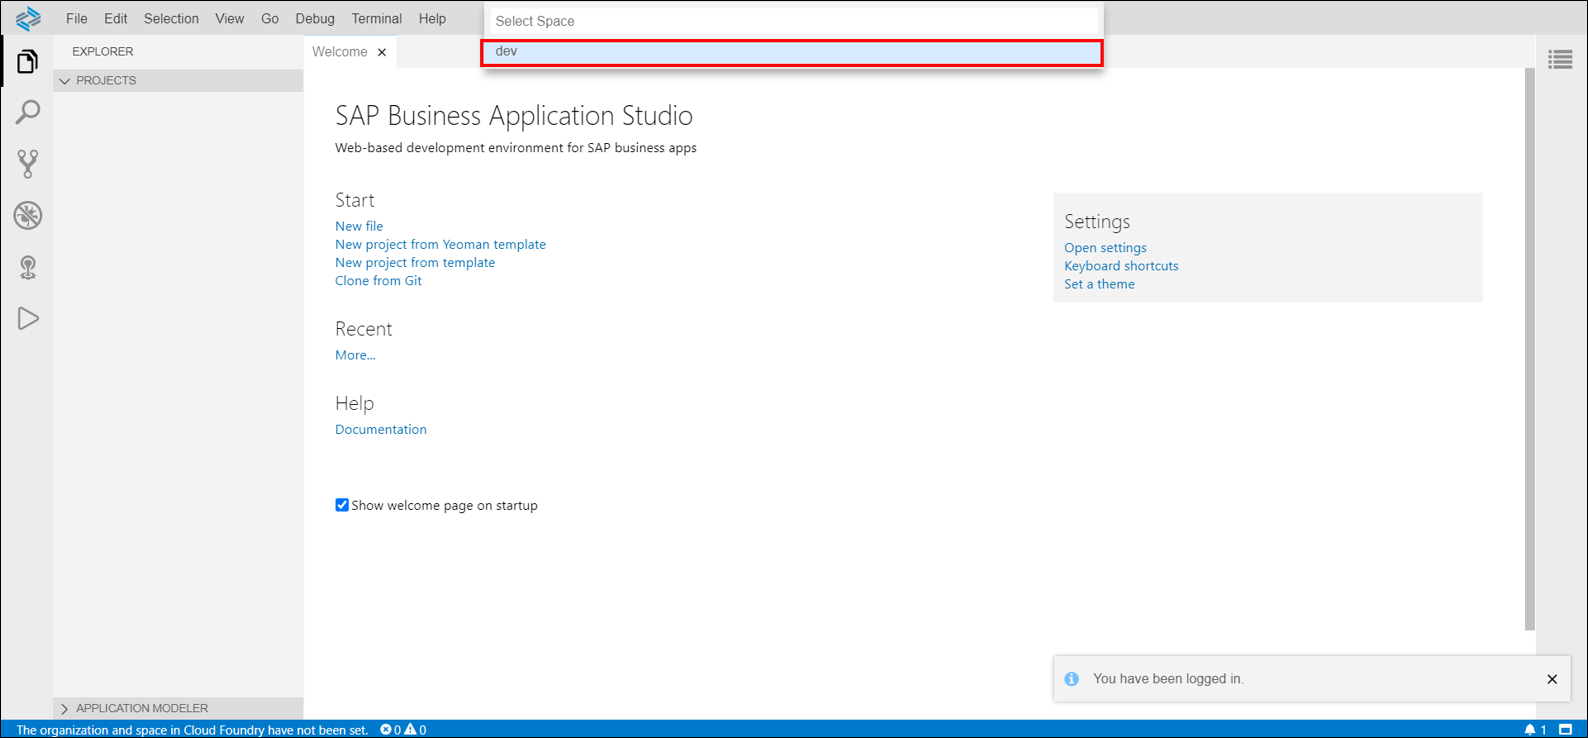 File Edit Selection View Go Debug Terminal Help
Select Space
dev
EXPLORER
PROJECTS
Welcome
SAP Business Application Studio
Web-based development environment for SAP business apps
Start
New file
New project from Yeoman template
New project from template
Clone from Git
Recent
More...
Help
Documentation
Show welcome page on startup
Settings
Open settings
Keyboard shortcuts
Set a theme
You have been logged in.
APPLICATION MODELER
The organization and space in Cloud Foundry have not been set. 0 0 1